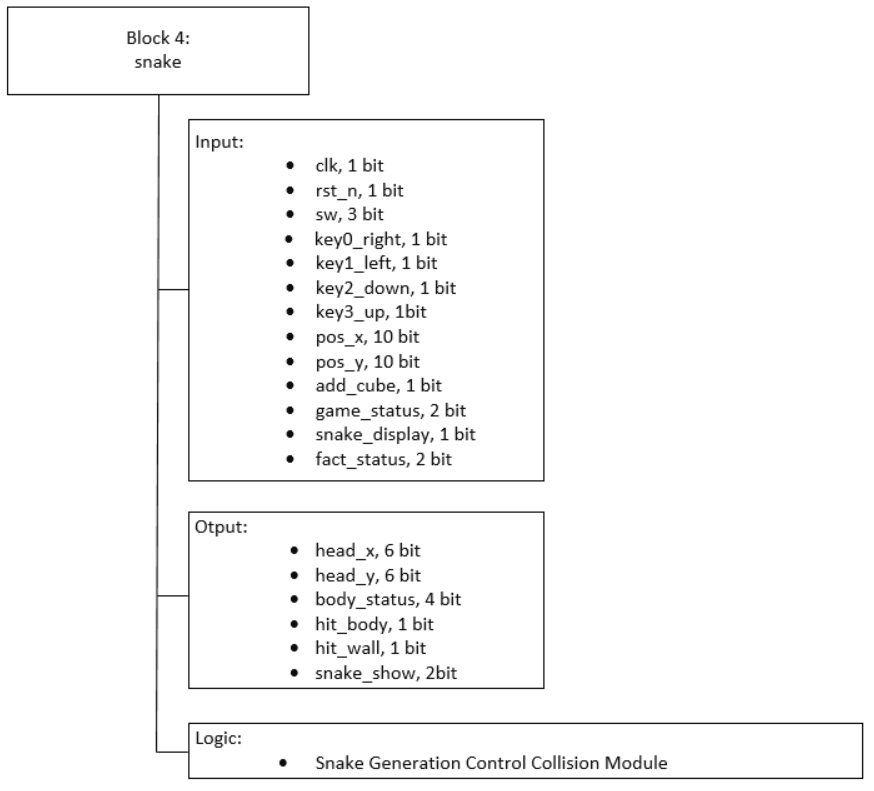 Block 4:
snake
Input:
• clk, 1 bit
• rst_n, 1 bit
• sw, 3 bit
• key0_right, 1 bit
• key1_left, 1 bit
• key2_down, 1 bit
• key3_up, 1bit
• pos_x, 10 bit
• pos_y, 10 bit
• add_cube, 1 bit
• game_status, 2 bit
• snake_display, 1 bit
• fact_status, 2 bit
Otput:
• head_x, 6 bit
• head_y, 6 bit
• body_status, 4 bit
• hit_body, 1 bit
• hit_wall, 1 bit
• snake_show, 2bit
Logic:
• Snake Generation Control Collision Module